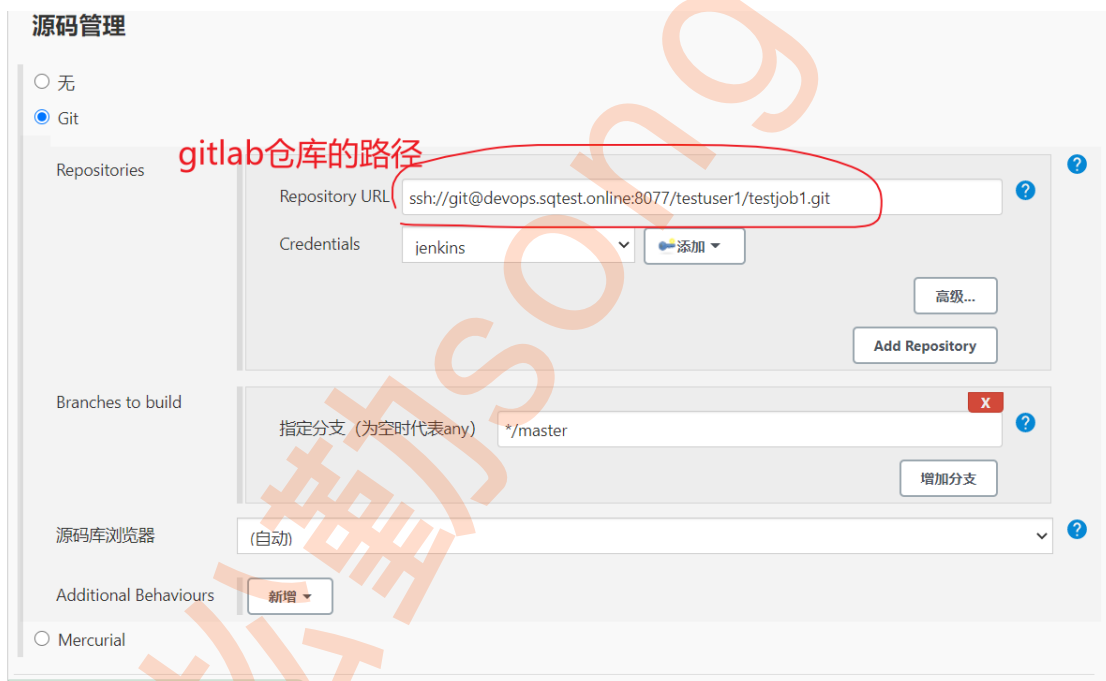 源码管理
无
Git
gitlab仓库的路径
Repositories
Repository URL ssh://git@devops.sqtest.online:8077/testuser1/testjob1.git
Credentials jenkins 添加
高级...
Add Repository
Branches to build
X
指定分支（为空时代表any） */master
增加分支
源码库浏览器 (自动)
Additional Behaviours 新增
Mercurial
song